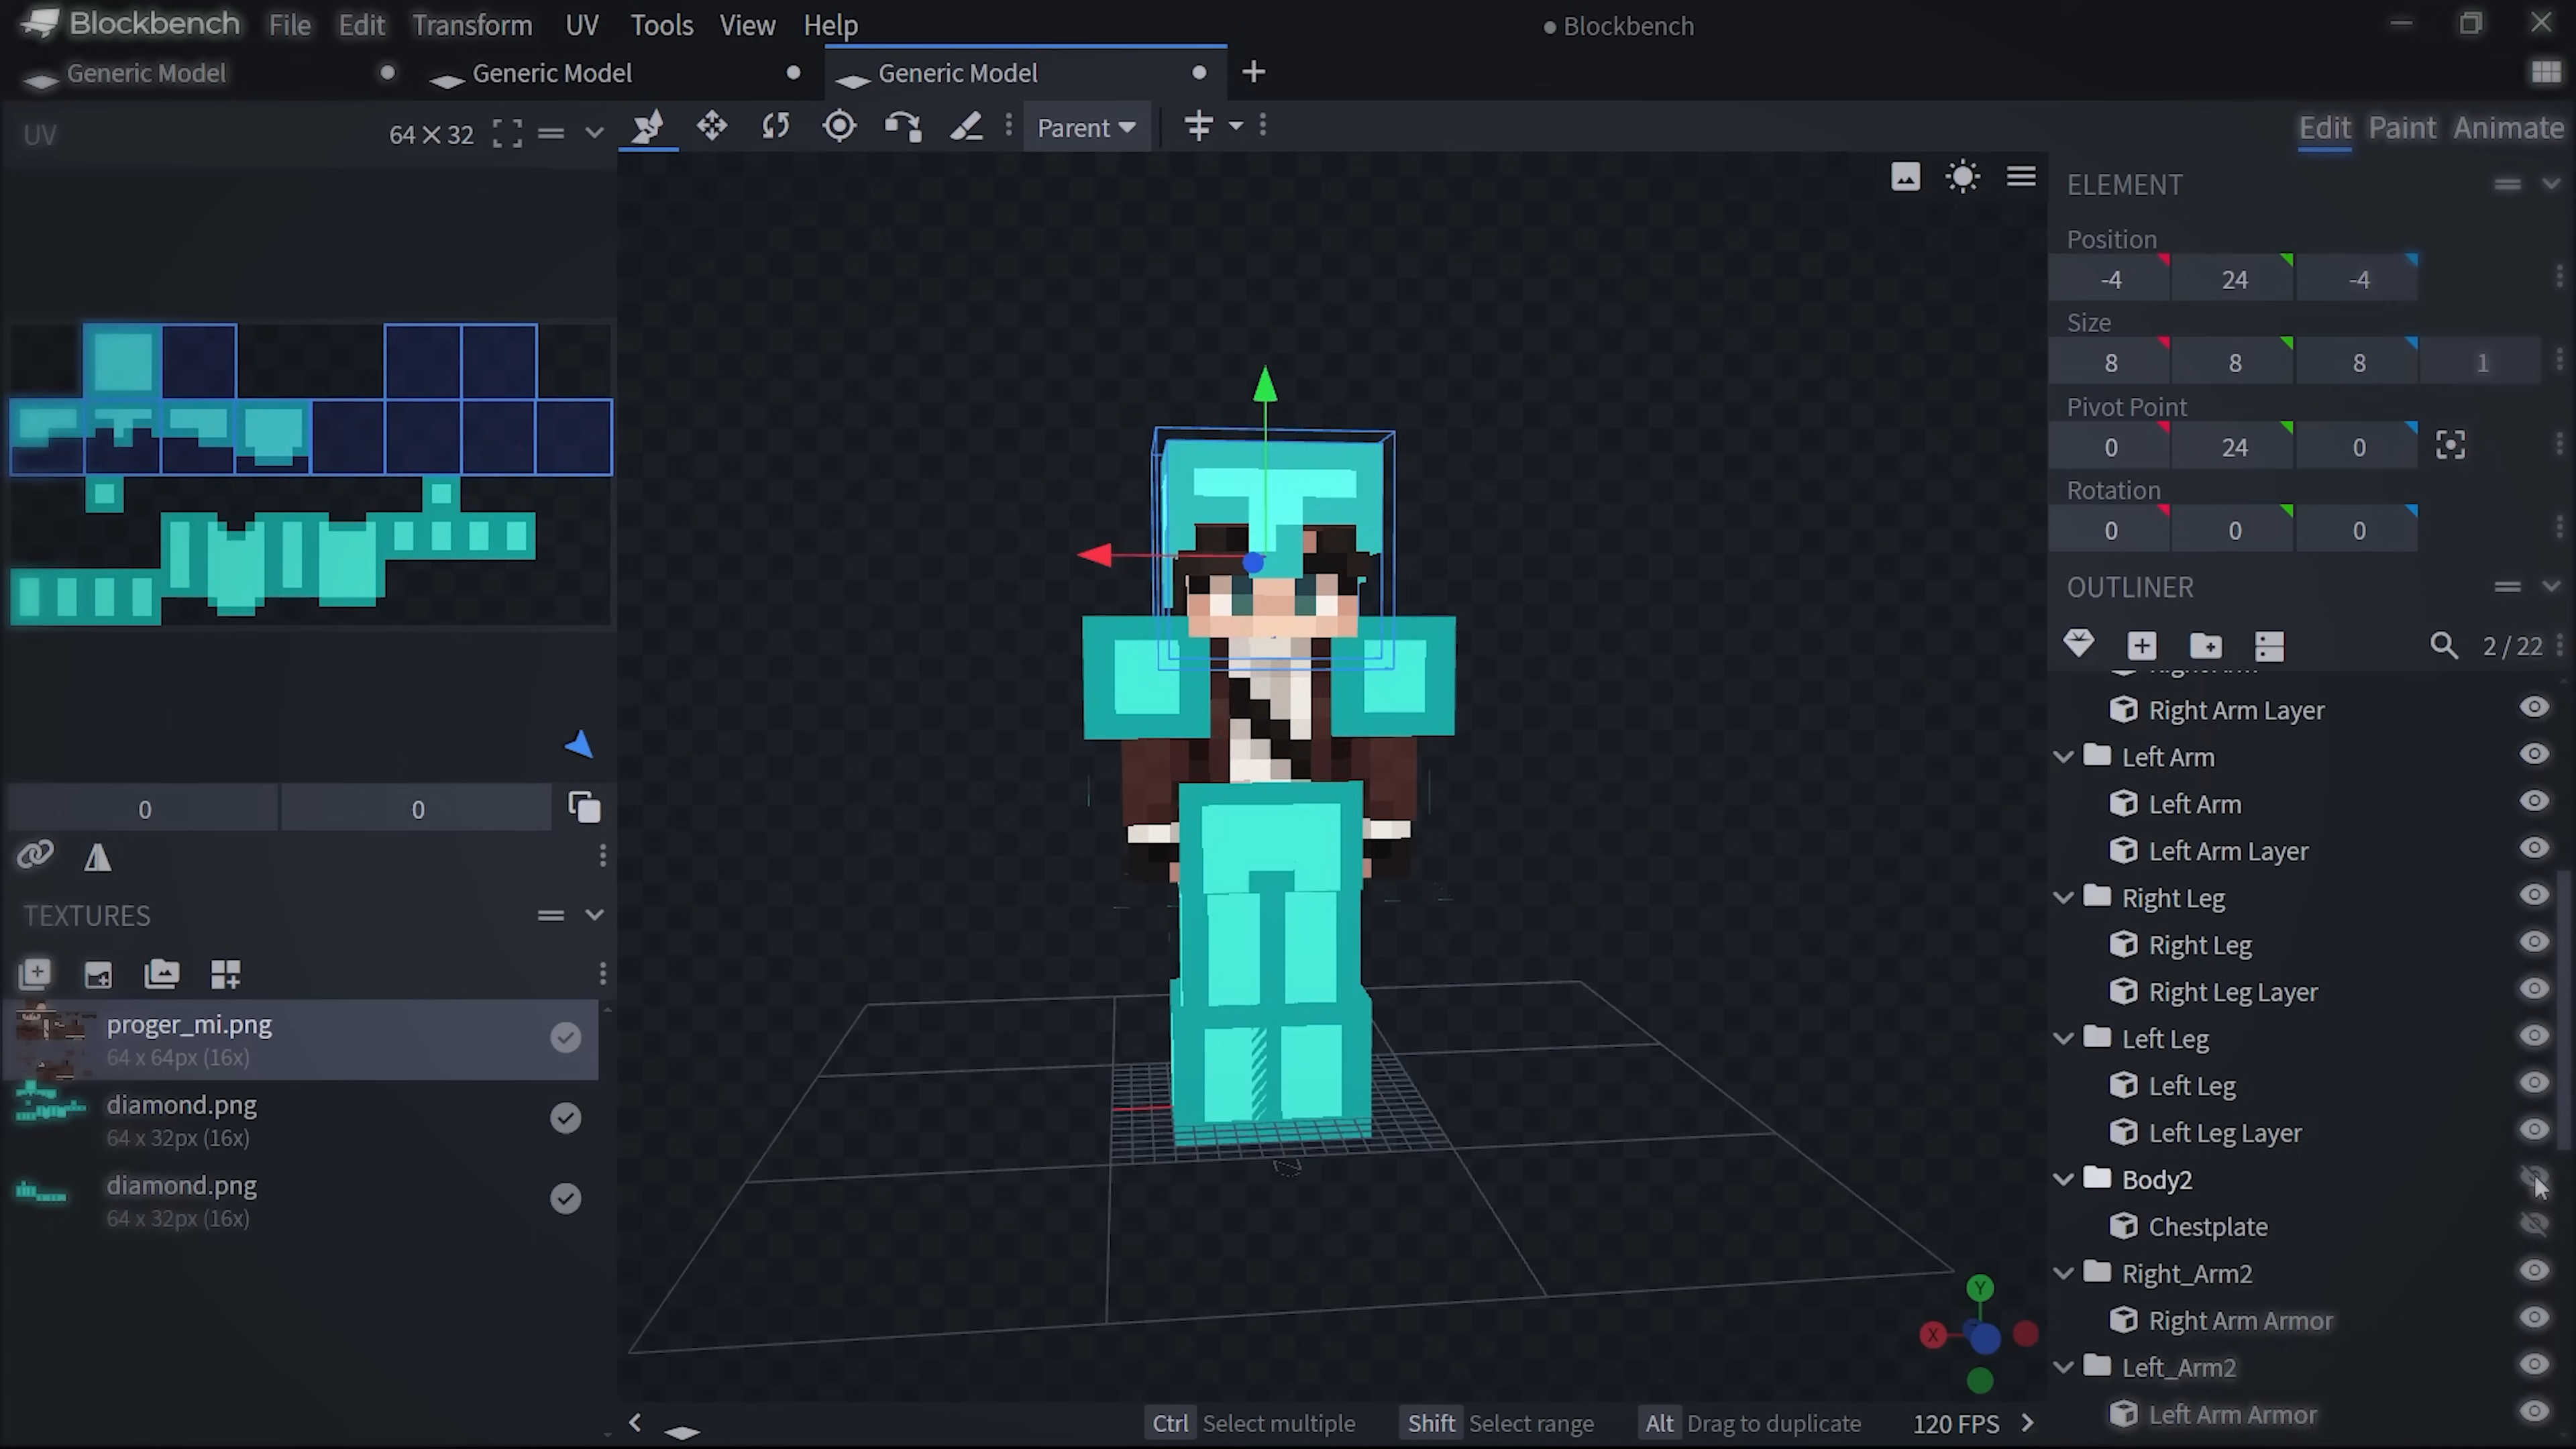 Blockbench File Edit Transform UV Tools View Help
Blockbench
Generic Model
Generic Model
Generic Model
UV
64 × 32
Parent
Edit Paint Animate
ELEMENT
Position
-4 24 -4
Size
8 8 8 1
Pivot Point
0 24 0
Rotation
0 0 0
OUTLINER
2 / 22
Right Arm Layer
Left Arm
Left Arm
Left Arm Layer
Right Leg
Right Leg
Right Leg Layer
Left Leg
Left Leg
Left Leg Layer
Body2
Chestplate
Right_Arm2
Right Arm Armor
Left_Arm2
Left Arm Armor
0 0
TEXTURES
proger_mi.png
64 x 64px (16x)
diamond.png
64 x 32px (16x)
diamond.png
64 x 32px (16x)
Y
X
Ctrl Select multiple Shift Select range Alt Drag to duplicate 120 FPS